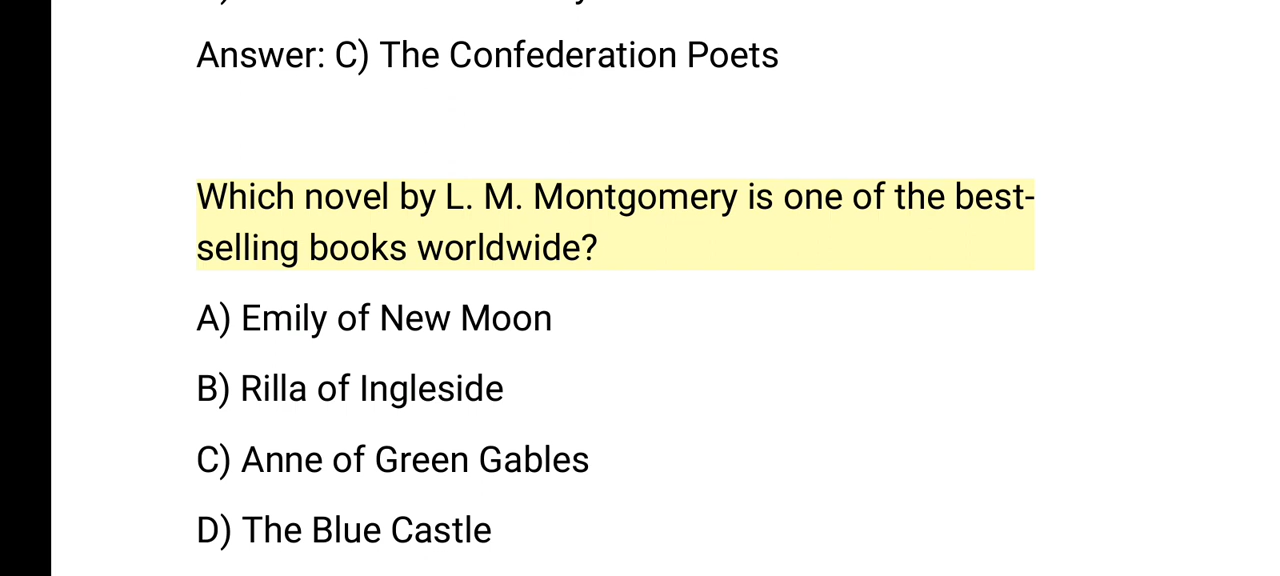 Answer: C) The Confederation Poets
Which novel by L. M. Montgomery is one of the best-
selling books worldwide?
A) Emily of New Moon
B) Rilla of Ingleside
C) Anne of Green Gables
D) The Blue Castle